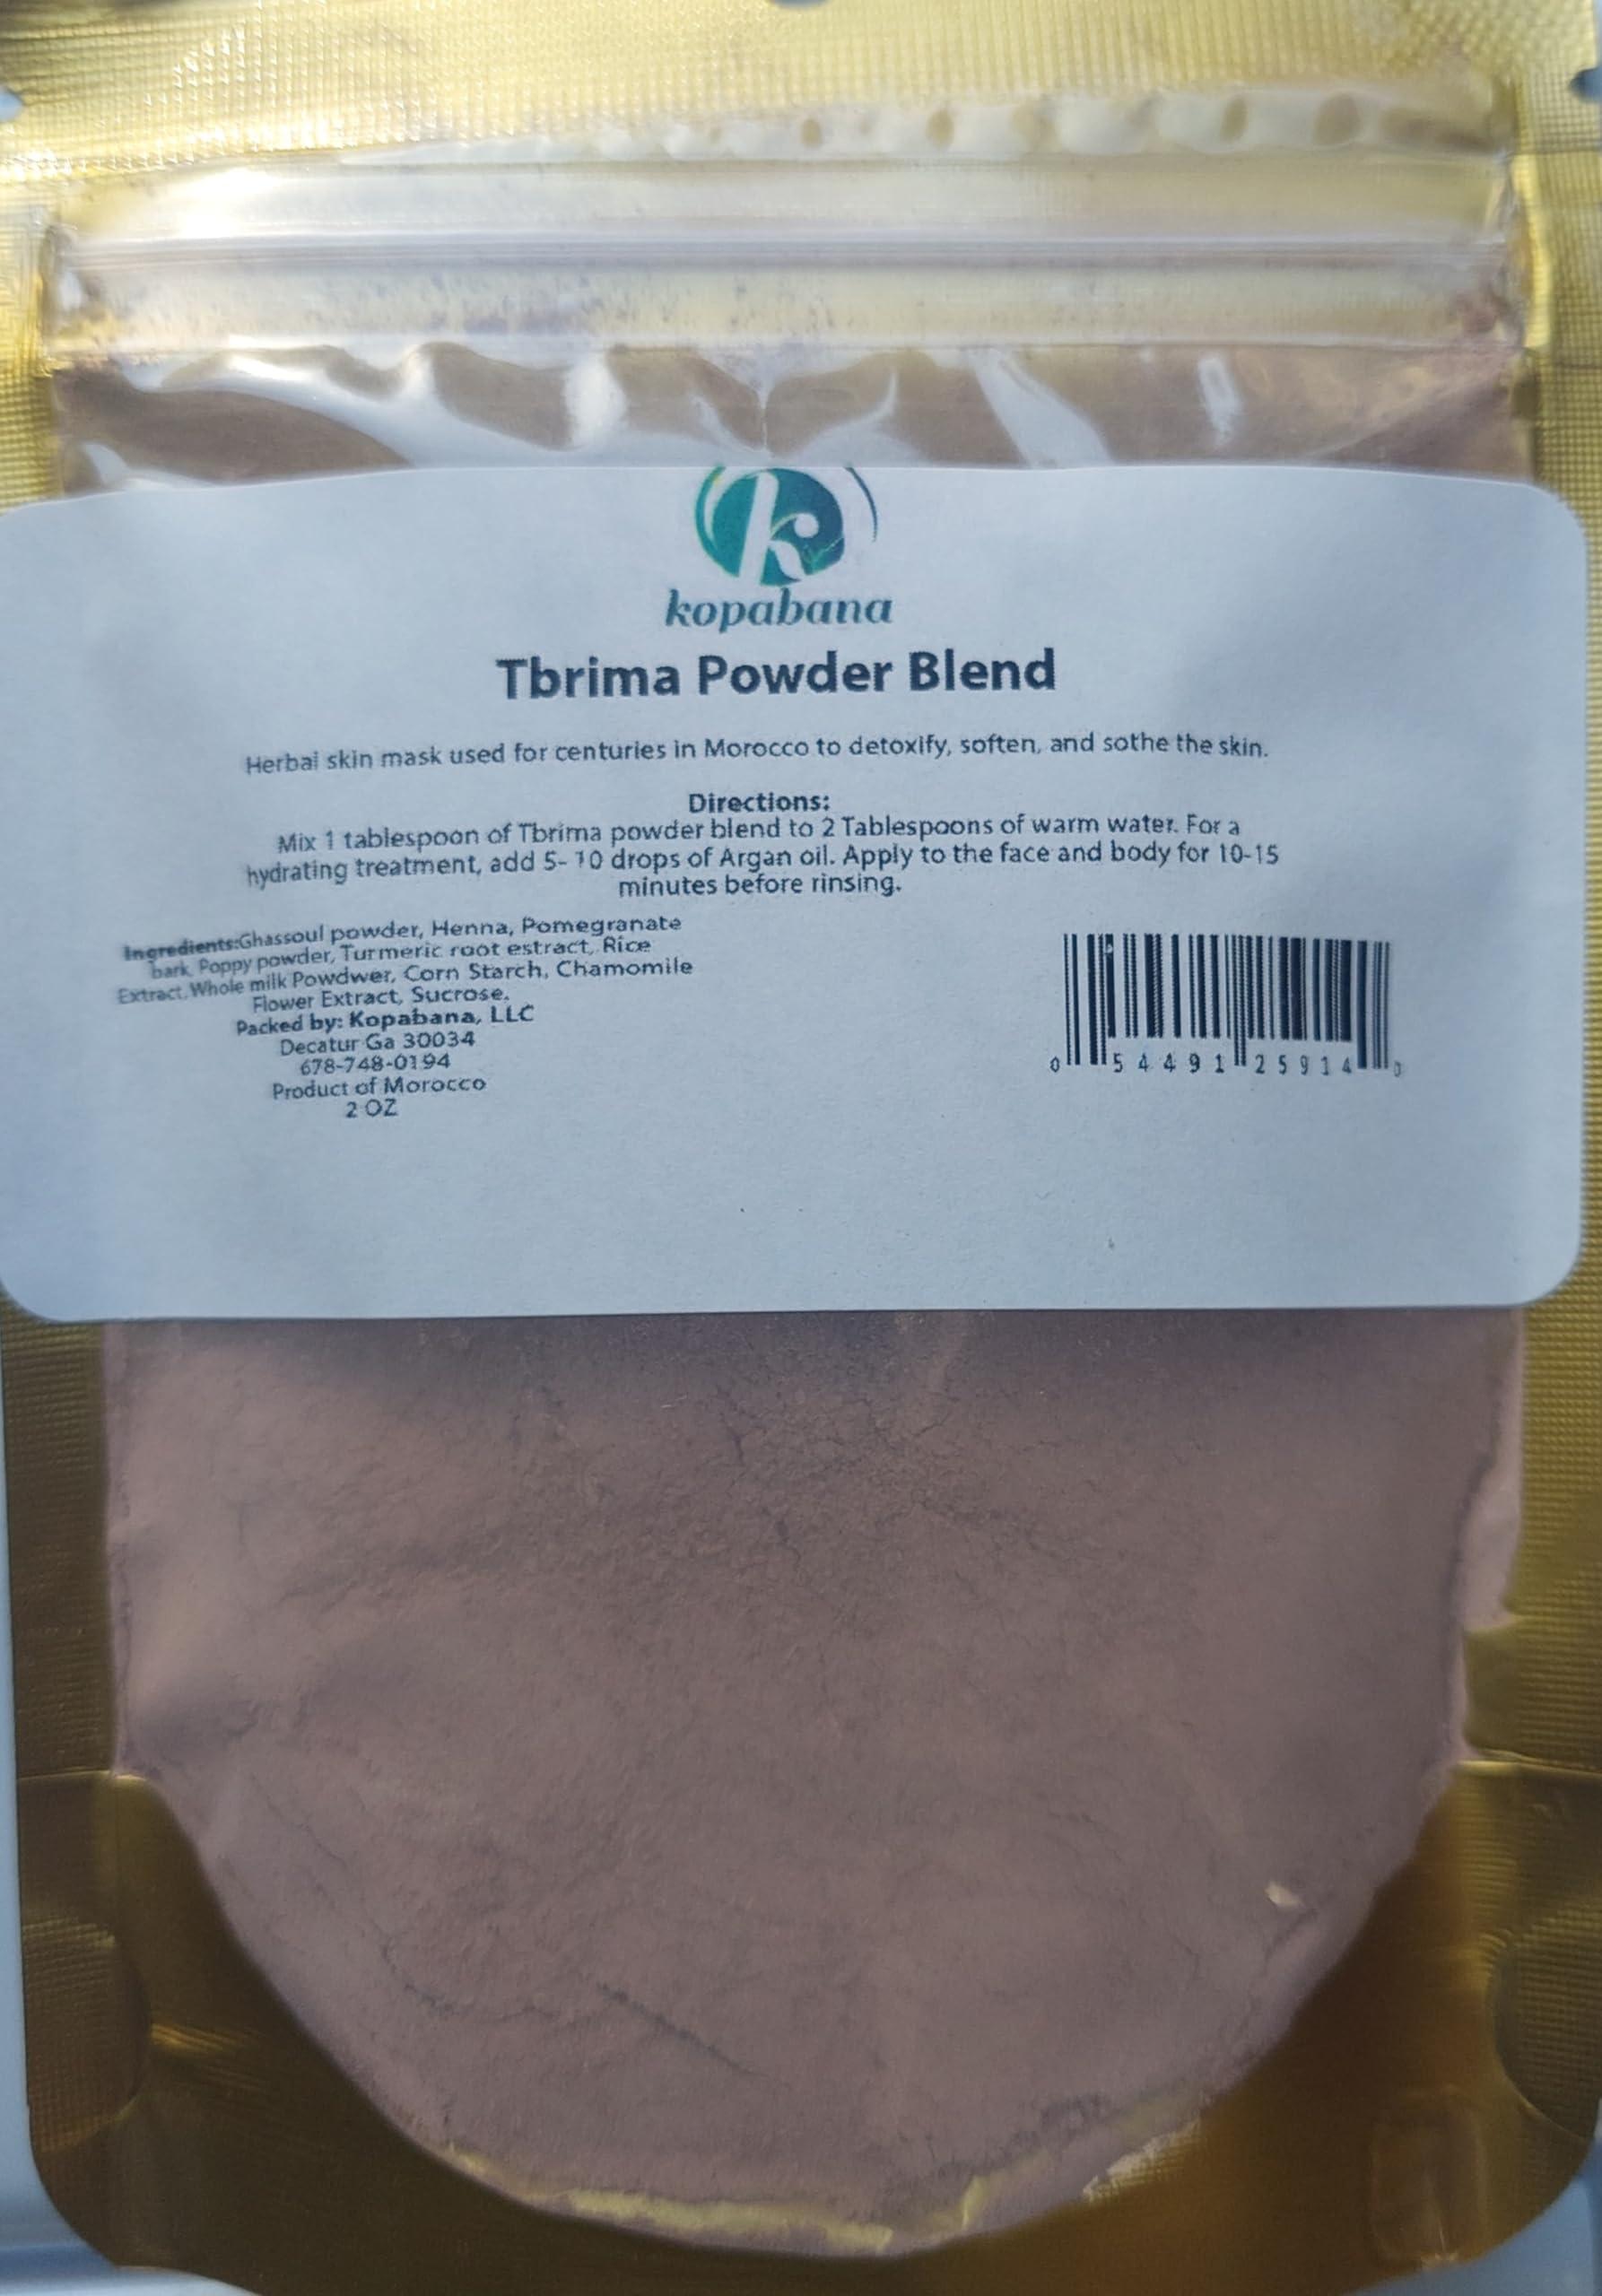 k
kopabana
Tbrima Powder Blend
Herbal skin mask used for centuries in Morocco to detoxify, soften, and sothe the skin.
Directions:
Mix 1 tablespoon of Tbrima powder blend to 2 Tablespoons of warm water. For a
hydrating treatment, add 5- 10 drops of Argan oil. Apply to the face and body for 10-15
minutes before rinsing.
Ingredients:Ghassoul powder, Henna, Pomegranate
bark, Poppy powder, Turmeric root estract, Rice
Extract, Whole milk Powdwer, Corn Starch, Chamomile
Flower Extract, Sucrose.
Packed by: Kopabana, LLC
Decatur Ga 30034
678-748-0194
Product of Morocco
2 OZ
0 54491 25914 0